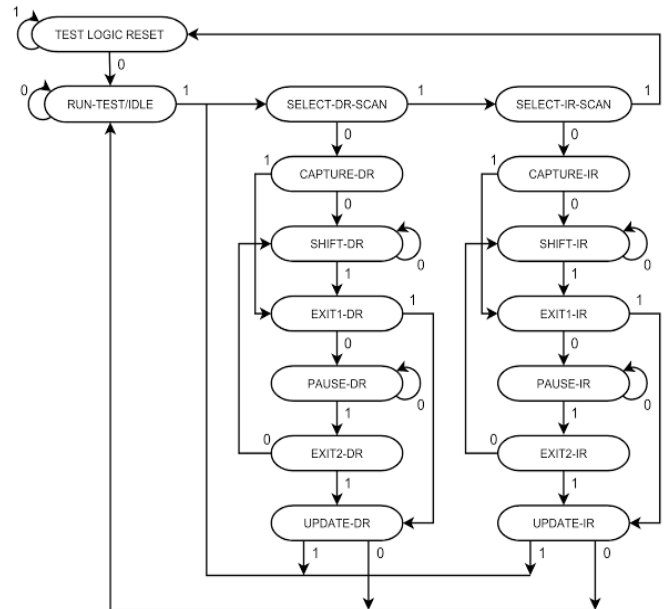 1
TEST LOGIC RESET
0
0
RUN-TEST/IDLE
1
SELECT-DR-SCAN
1
SELECT-IR-SCAN
1
0
0
1
CAPTURE-DR
1
CAPTURE-IR
0
0
SHIFT-DR
0
SHIFT-IR
0
1
1
EXIT1-DR
1
EXIT1-IR
1
0
0
PAUSE-DR
0
PAUSE-IR
0
1
1
0
EXIT2-DR
0
EXIT2-IR
1
1
UPDATE-DR
UPDATE-IR
1
0
1
0